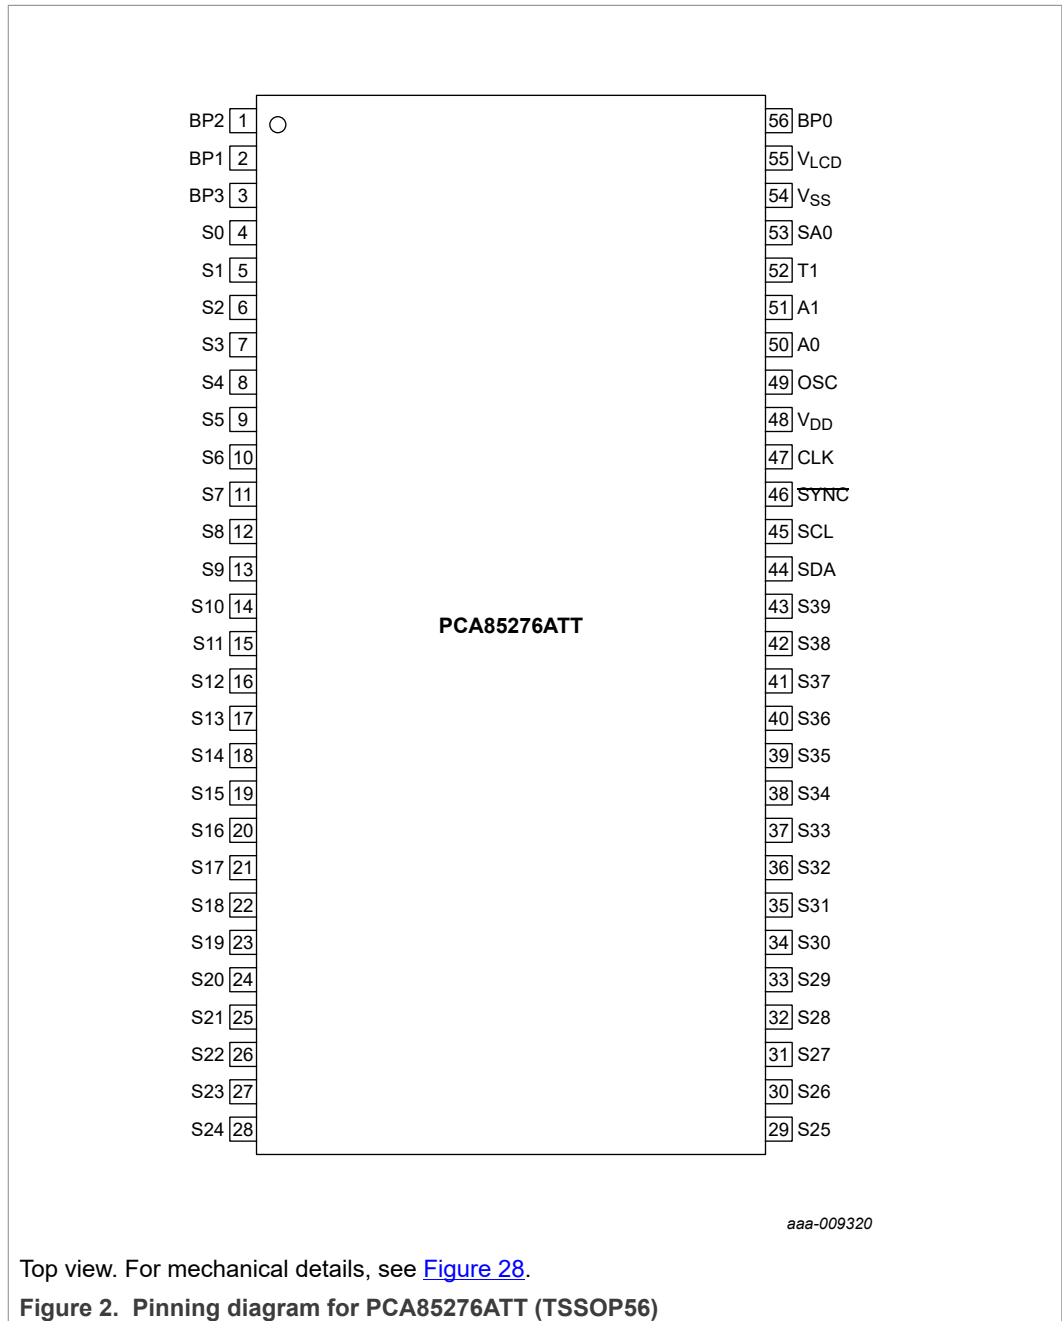 BP2 1 56 BP0
BP1 2 55 VLCD
BP3 3 54 VSS
S0 4 53 SA0
S1 5 52 T1
S2 6 51 A1
S3 7 50 A0
S4 8 49 OSC
S5 9 48 VDD
S6 10 47 CLK
S7 11 46 SYNC
S8 12 45 SCL
S9 13 44 SDA
S10 14 43 S39
PCA85276ATT
S11 15 42 S38
S12 16 41 S37
S13 17 40 S36
S14 18 39 S35
S15 19 38 S34
S16 20 37 S33
S17 21 36 S32
S18 22 35 S31
S19 23 34 S30
S20 24 33 S29
S21 25 32 S28
S22 26 31 S27
S23 27 30 S26
S24 28 29 S25
aaa-009320
Top view. For mechanical details, see Figure 28.
Figure 2. Pinning diagram for PCA85276ATT (TSSOP56)